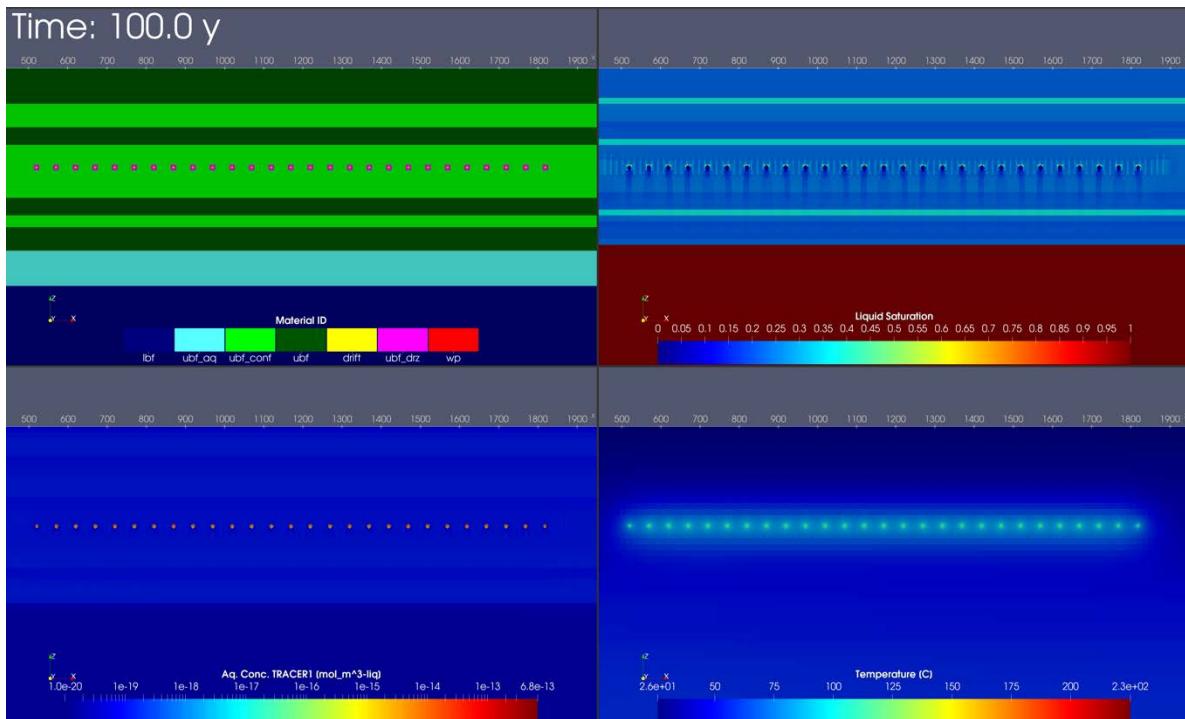 Time: 100.0 y
500 600 700 800 900 1000 1100 1200 1300 1400 1500 1600 1700 1800 1900 x
Z
Y X
Material ID
lbf ubf_aq ubf_conf ubf drift ubf_drz wp
500 600 700 800 900 1000 1100 1200 1300 1400 1500 1600 1700 1800 1900
Z
Y X
Liquid Saturation
0 0.05 0.1 0.15 0.2 0.25 0.3 0.35 0.4 0.45 0.5 0.55 0.6 0.65 0.7 0.75 0.8 0.85 0.9 0.95 1
500 600 700 800 900 1000 1100 1200 1300 1400 1500 1600 1700 1800 1900 x
Z
Y X
Aq. Conc. TRACER1 [mol_m^3-liq]
1.0e-20 1e-19 1e-18 1e-17 1e-16 1e-15 1e-14 1e-13 6.8e-13
500 600 700 800 900 1000 1100 1200 1300 1400 1500 1600 1700 1800 1900
Z
Y X
Temperature (C)
2.6e+01 50 75 100 125 150 175 200 2.3e+02